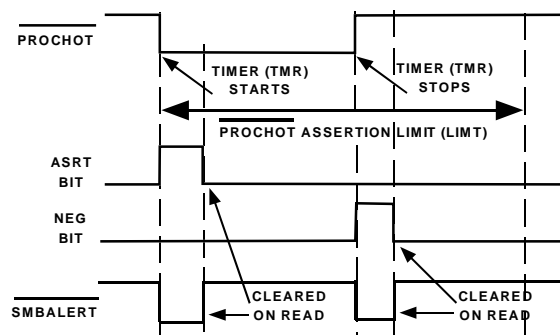 PROCHOT
TIMER (TMR)
STARTS
TIMER (TMR)
STOPS
PROCHOT ASSERTION LIMIT (LIMT)
ASRT
BIT
NEG
BIT
CLEARED
ON READ
CLEARED
ON READ
SMBALERT